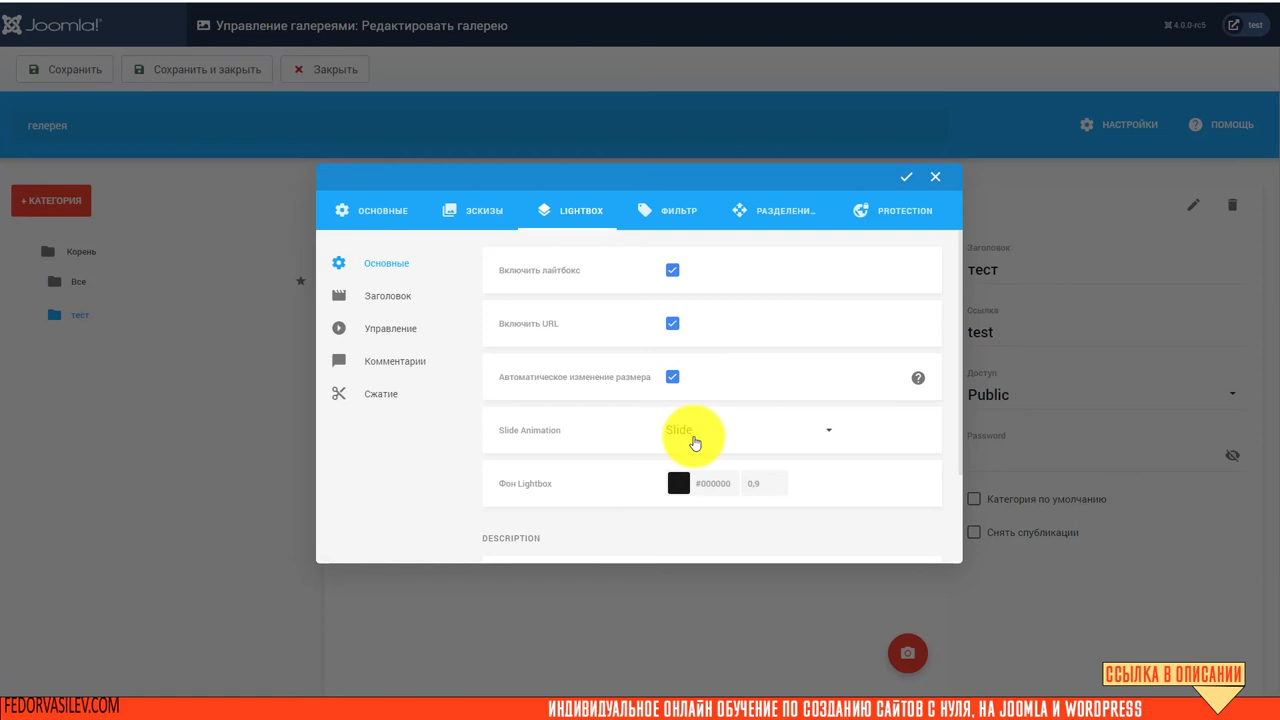 Joomla!
Управление галереями: Редактировать галерею
4.0.0-rc5
test
Сохранить
Сохранить и закрыть
Закрыть
гелерея
НАСТРОЙКИ
ПОМОЩЬ
+ КАТЕГОРИЯ
ОСНОВНЫЕ
ЭСКИЗЫ
LIGHTBOX
ФИЛЬТР
РАЗДЕЛЕНИ...
PROTECTION
Корень
Все
тест
Основные
Заголовок
Управление
Комментарии
Сжатие
Включить лайтбокс
Включить URL
Автоматическое изменение размера
Slide Animation
Slide
Фон Lightbox
#000000
0,9
DESCRIPTION
Заголовок
тест
Ссылка
test
Доступ
Public
Password
Категория по умолчанию
Снять спубликации
ССЫЛКА В ОПИСАНИИ
FEDORVASILEV.COM
ИНДИВИДУАЛЬНОЕ ОНЛАЙН ОБУЧЕНИЕ ПО СОЗДАНИЮ САЙТОВ С НУЛЯ, НА JOOMLA И WORDPRESS